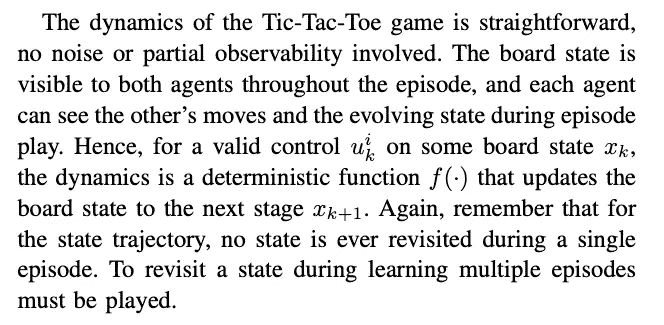 The dynamics of the Tic-Tac-Toe game is straightforward,
no noise or partial observability involved. The board state is
visible to both agents throughout the episode, and each agent
can see the other's moves and the evolving state during episode
play. Hence, for a valid control $u_k^i$ on some board state $x_k$,
the dynamics is a deterministic function $f(\cdot)$ that updates the
board state to the next stage $x_{k+1}$. Again, remember that for
the state trajectory, no state is ever revisited during a single
episode. To revisit a state during learning multiple episodes
must be played.